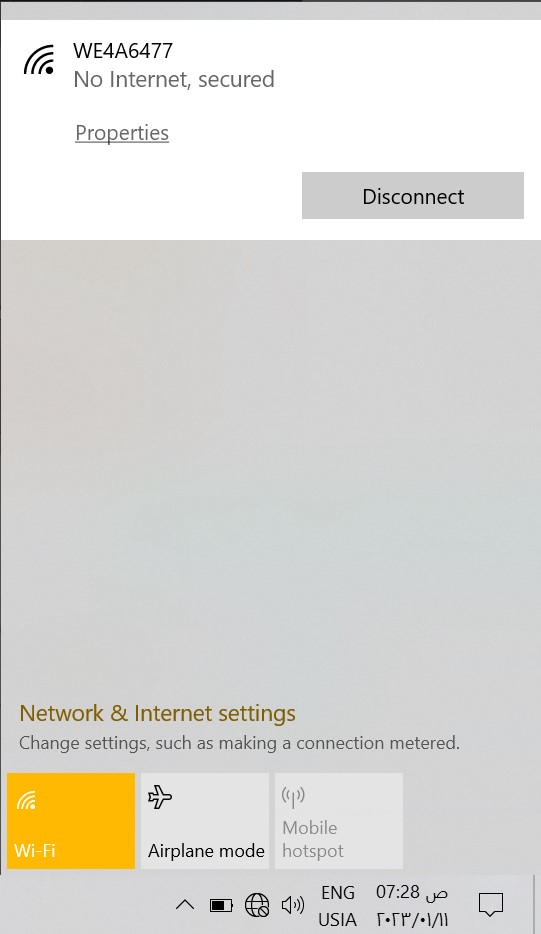 WE4A6477
No Internet, secured
Properties
Disconnect
Network & Internet settings
Change settings, such as making a connection metered.
Wi-Fi
Airplane mode
Mobile
hotspot
ENG
USIA
07:28 ص
٢٠٢٣/٠١/١١